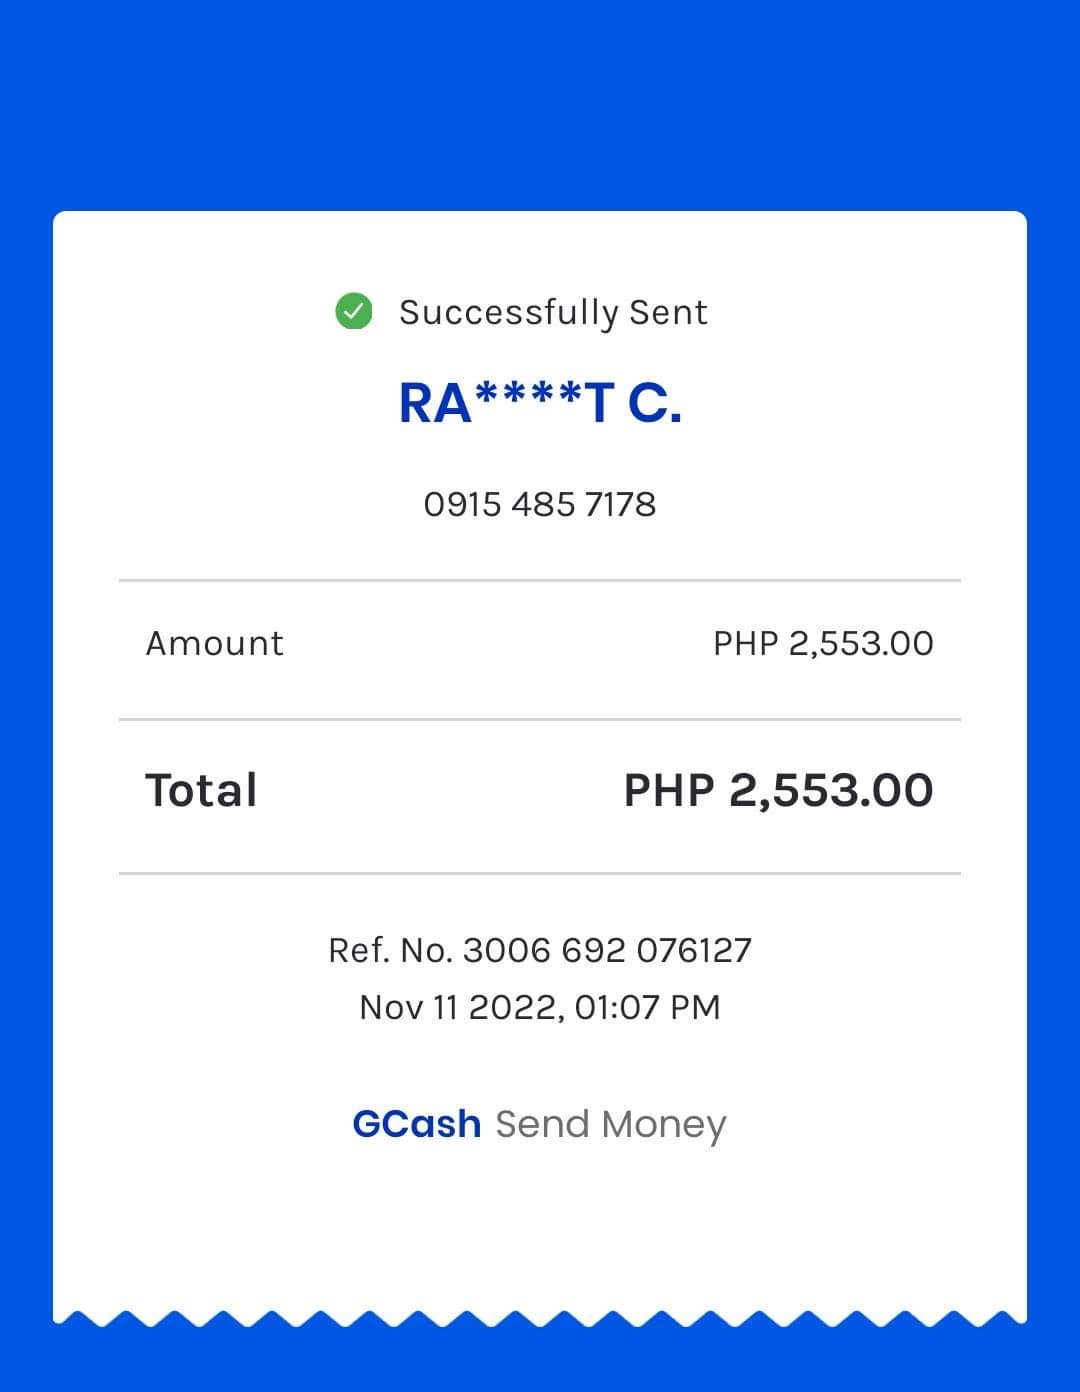 Successfully Sent
RA****T C.
0915 485 7178
Amount PHP 2,553.00
Total PHP 2,553.00
Ref. No. 3006 692 076127
Nov 11 2022, 01:07 PM
GCash Send Money